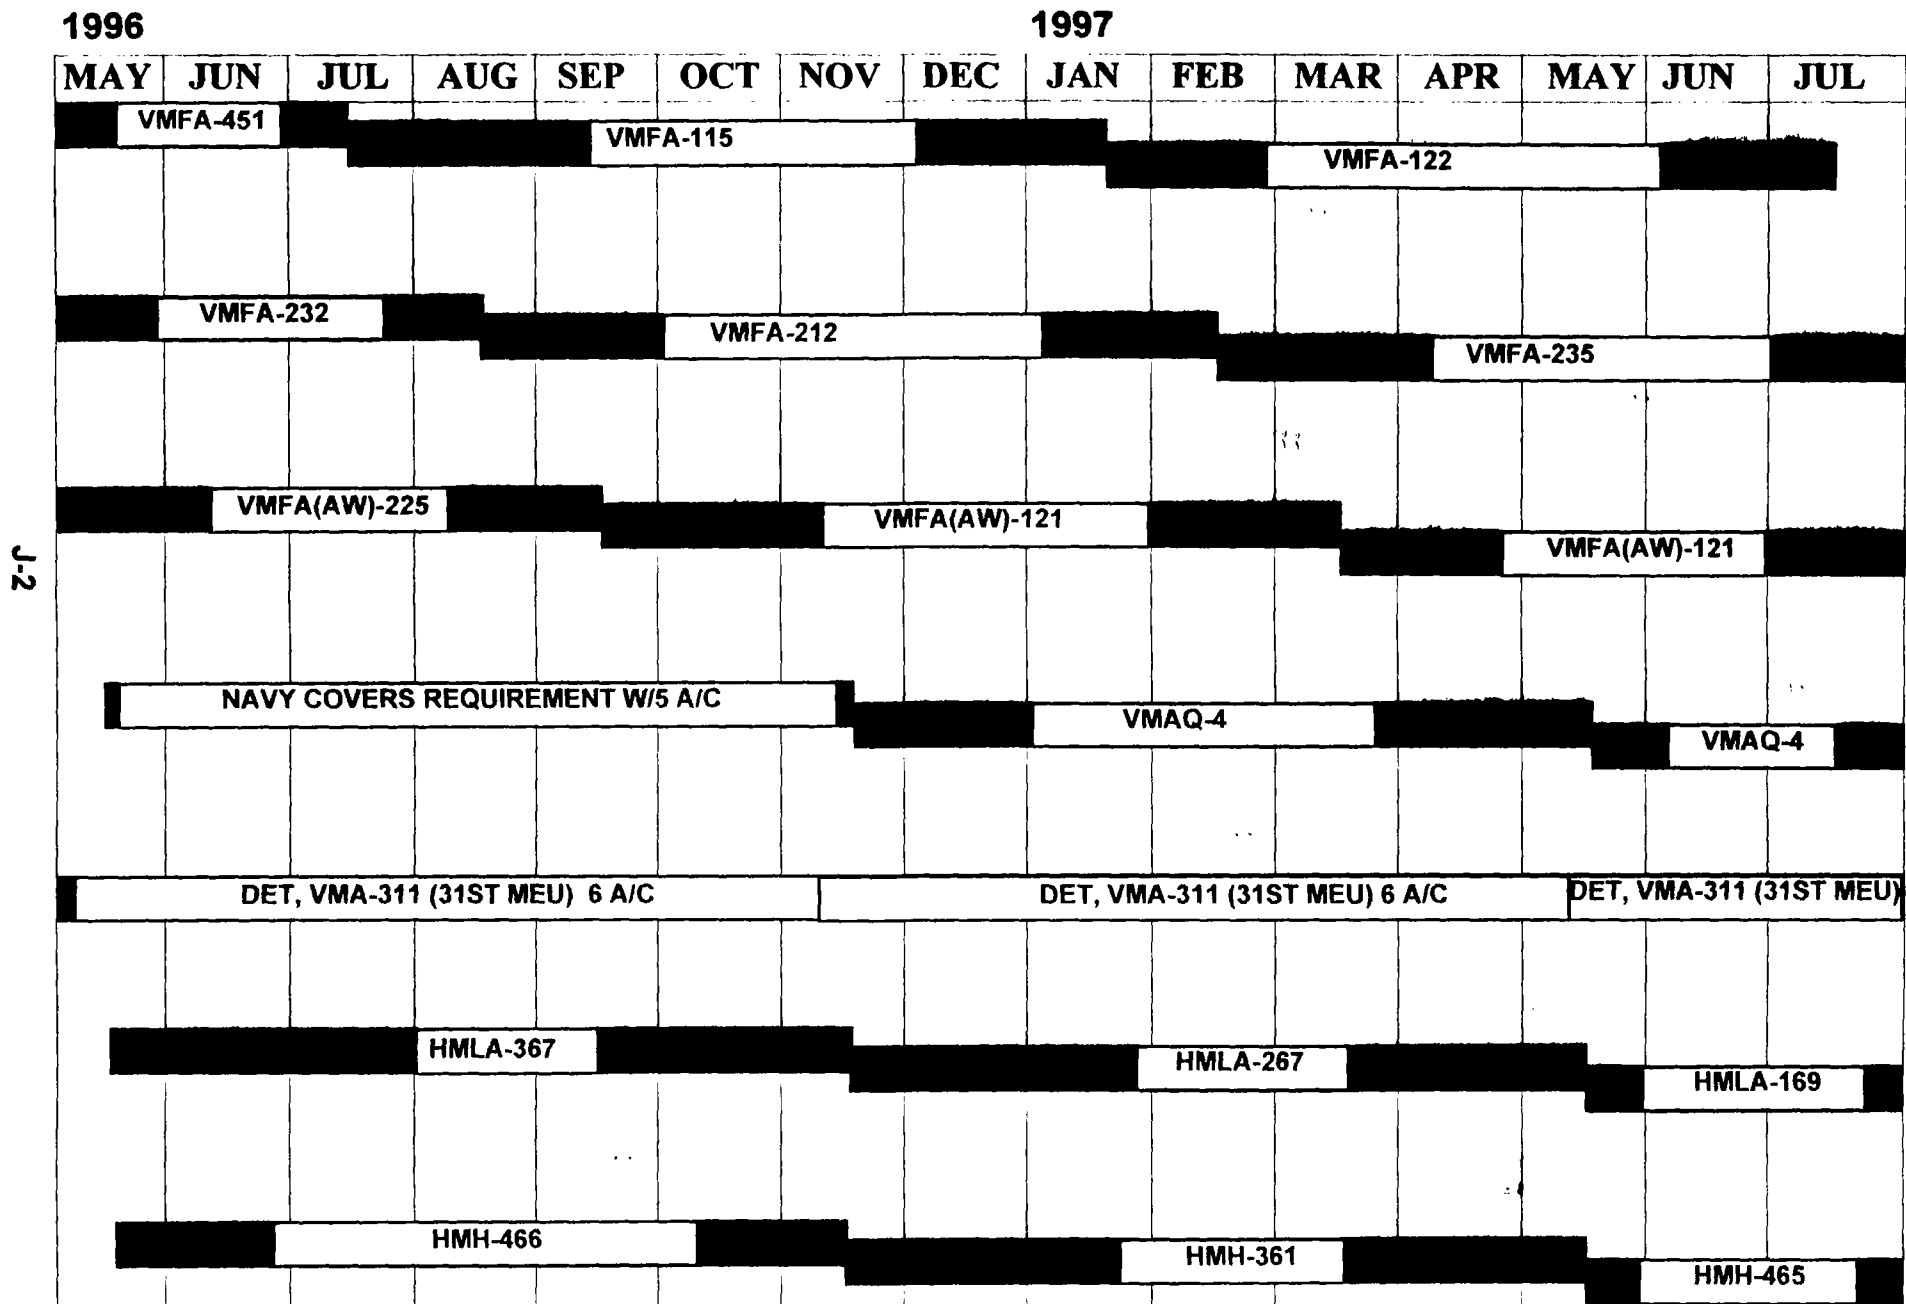 1996 1997
MAY JUN JUL AUG SEP OCT NOV DEC JAN FEB MAR APR MAY JUN JUL
VMFA-451
VMFA-115
VMFA-122
VMFA-232
VMFA-212
VMFA-235
VMFA(AW)-225
VMFA(AW)-121
VMFA(AW)-121
J-2
NAVY COVERS REQUIREMENT W/5 A/C
VMAQ-4
VMAQ-4
DET, VMA-311 (31ST MEU) 6 A/C
DET, VMA-311 (31ST MEU) 6 A/C
DET, VMA-311 (31ST MEU)
HMLA-367
HMLA-267
HMLA-169
HMH-466
HMH-361
HMH-465